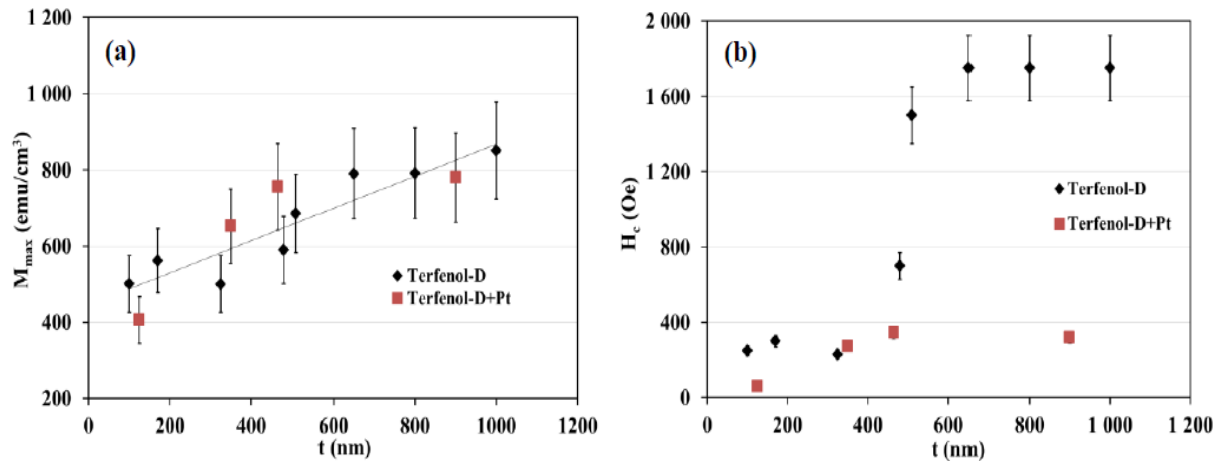 (a)
1 200
1 000
800
600
400
200
M_max (emu/cm³)
Terfenol-D
Terfenol-D+Pt
0 200 400 600 800 1000 1200
t (nm)
(b)
2 000
1 600
1 200
800
400
0
H_c (Oe)
Terfenol-D
Terfenol-D+Pt
0 200 400 600 800 1 000 1 200
t (nm)